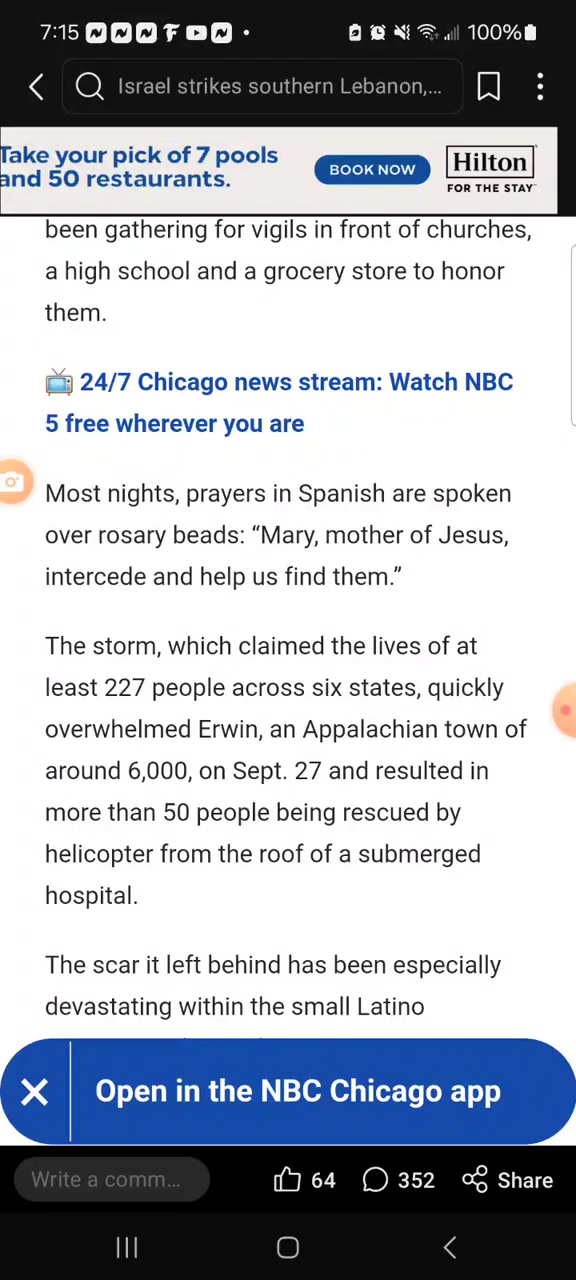 7:15
100%
Israel strikes southern Lebanon,...
Take your pick of 7 pools
and 50 restaurants.
BOOK NOW
Hilton
FOR THE STAY
been gathering for vigils in front of churches,
a high school and a grocery store to honor
them.
📺 24/7 Chicago news stream: Watch NBC
5 free wherever you are
Most nights, prayers in Spanish are spoken
over rosary beads: “Mary, mother of Jesus,
intercede and help us find them.”
The storm, which claimed the lives of at
least 227 people across six states, quickly
overwhelmed Erwin, an Appalachian town of
around 6,000, on Sept. 27 and resulted in
more than 50 people being rescued by
helicopter from the roof of a submerged
hospital.
The scar it left behind has been especially
devastating within the small Latino
Open in the NBC Chicago app
Write a comm...
64
352
Share